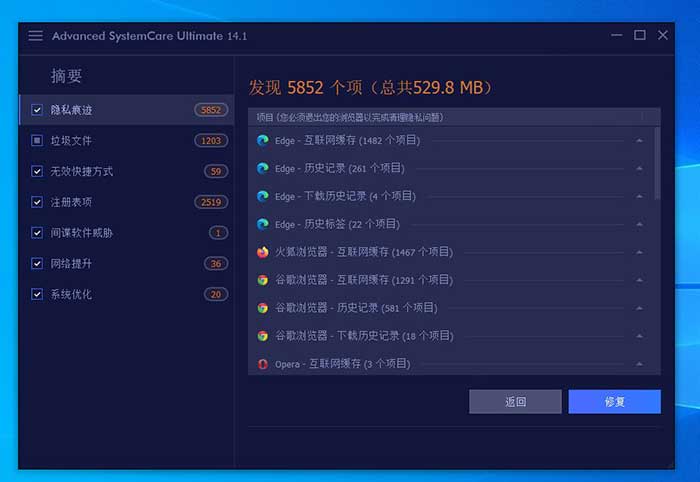 Advanced SystemCare Ultimate 14.1
摘要
隐私痕迹 5852
垃圾文件 1203
无效快捷方式 59
注册表项 2519
间谍软件威胁 1
网络提升 36
系统优化 20
发现 5852 个项（总共529.8 MB）
项目 (您必须退出您的浏览器以完成清理隐私问题)
Edge - 互联网缓存 (1482 个项目)
Edge - 历史记录 (261 个项目)
Edge - 下载历史记录 (4 个项目)
Edge - 历史标签 (22 个项目)
火狐浏览器 - 互联网缓存 (1467 个项目)
谷歌浏览器 - 互联网缓存 (1291 个项目)
谷歌浏览器 - 历史记录 (581 个项目)
谷歌浏览器 - 下载历史记录 (18 个项目)
Opera - 互联网缓存 (3 个项目)
返回
修复